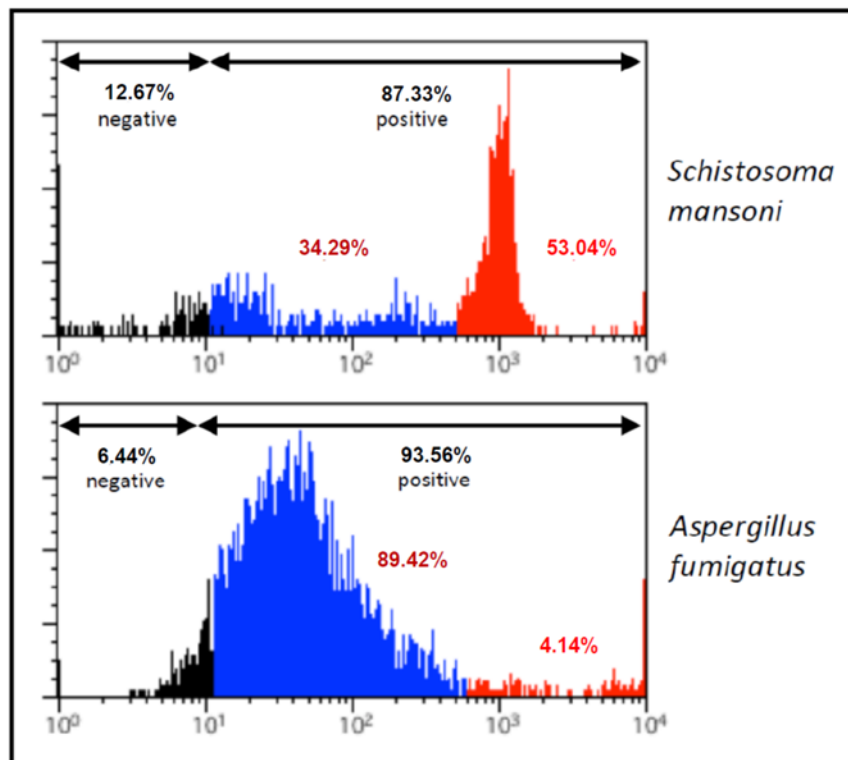 12.67%
negative
87.33%
positive
34.29%
53.04%
Schistosoma
mansoni
10⁰ 10¹ 10² 10³ 10⁴
6.44%
negative
93.56%
positive
89.42%
4.14%
Aspergillus
fumigatus
10⁰ 10¹ 10² 10³ 10⁴